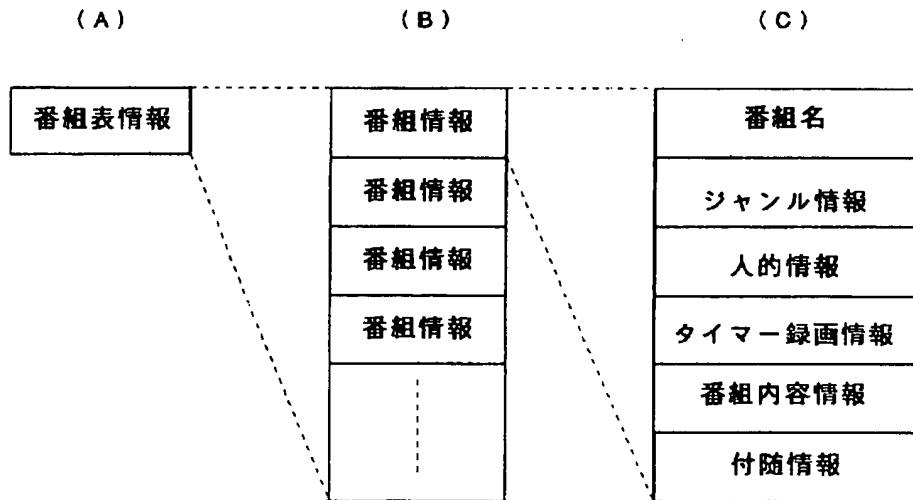 (A)
(B)
(C)
番組表情報
番組情報
番組情報
番組情報
番組情報
番組名
ジャンル情報
人的情報
タイマー録画情報
番組内容情報
付随情報